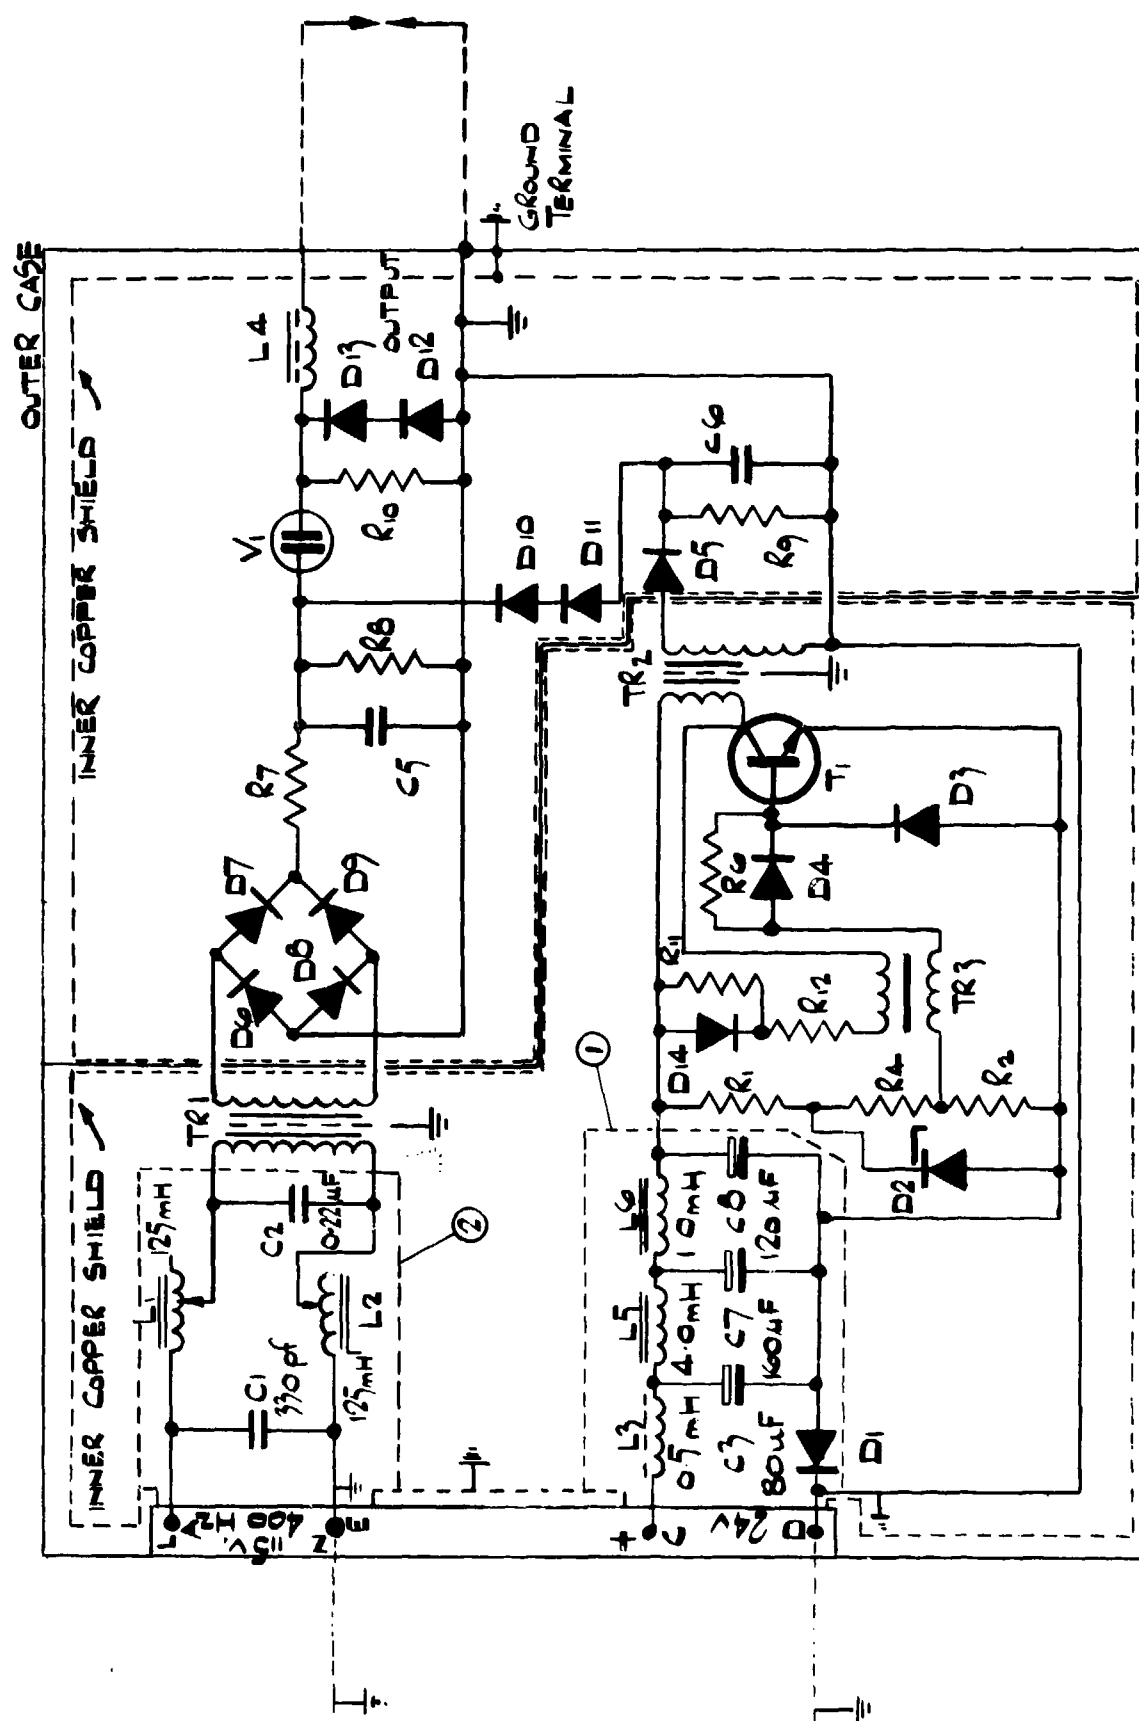 OUTER CASE
INNER COPPER SHIELD
INNER COPPER SHIELD
L
A
115V.
400 Hz
N
B
C1
330pf
L1
125mH
L2
125mH
C2
0.22µF
2
TR1
D6
D7
D8
D9
R7
C5
R8
V1
R10
D13
D12
L4
OUTPUT
GROUND
TERMINAL
D10
D11
+
C
24V
D
D1
L3
0.5mH
C3
80µF
L5
4.0mH
C7
160µF
L6
10mH
C8
120µF
1
D2
R1
R4
R2
D14
R11
R12
TR3
R6
D4
D3
T1
TR2
D5
R9
C6